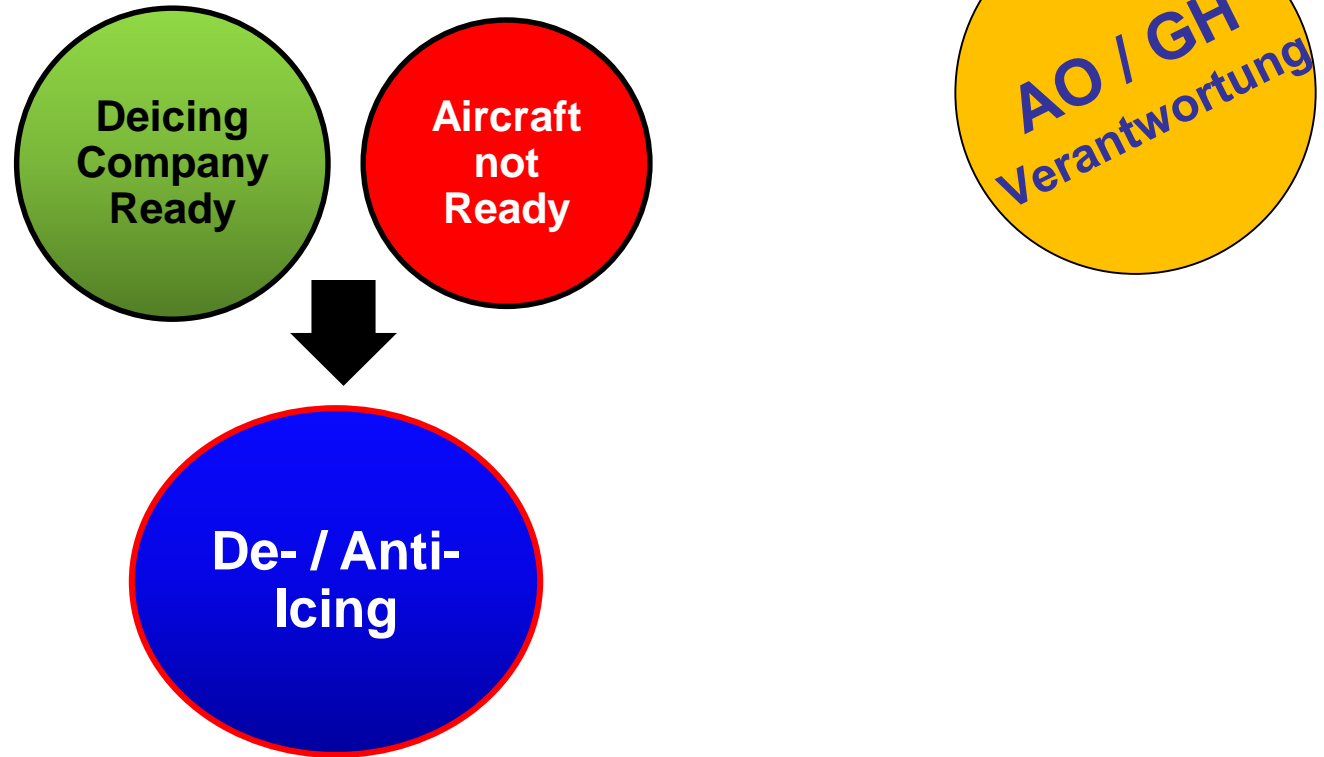 Deicing
Company
Ready
Aircraft
not
Ready
AO / GH
Verantwortung
De- / Anti-
Icing